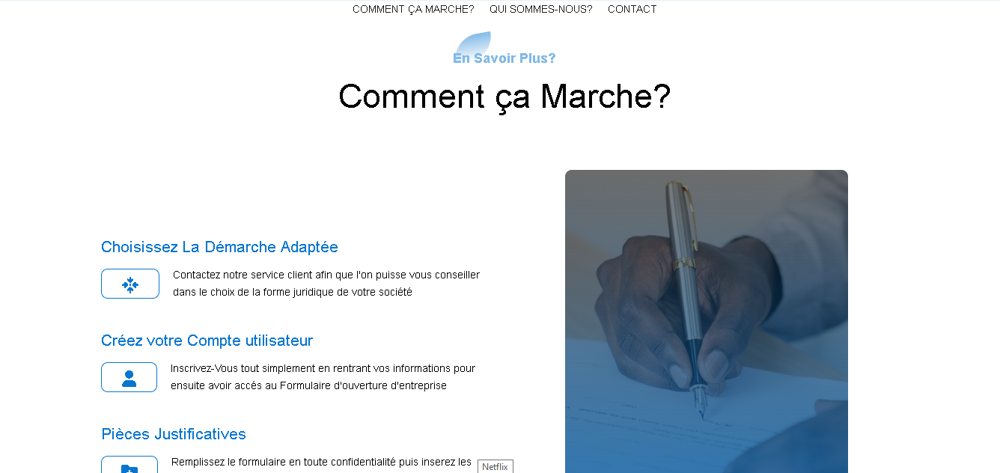 COMMENT ÇA MARCHE? QUI SOMMES-NOUS? CONTACT
En Savoir Plus?
Comment ça Marche?
Choisissez La Démarche Adaptée
Contactez notre service client afin que l'on puisse vous conseiller
dans le choix de la forme juridique de votre société
Créez votre Compte utilisateur
Inscrivez-Vous tout simplement en rentrant vos informations pour
ensuite avoir accés au Formulaire d'ouverture d'entreprise
Pièces Justificatives
Remplissez le formulaire en toute confidentialité puis inserez les
Netflix